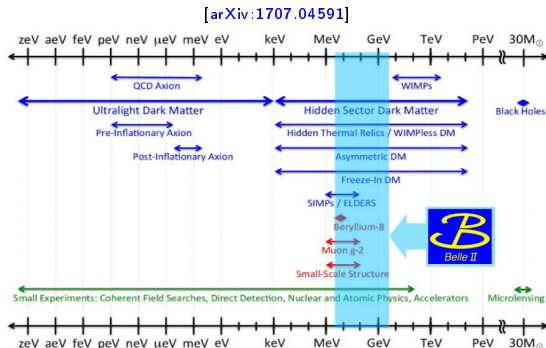 [arXiv:1707.04591]
zeV aeV feV peV neV μeV meV eV keV MeV GeV TeV PeV 30M☉
QCD Axion WIMPs
Ultralight Dark Matter Hidden Sector Dark Matter Black Holes
Pre-Inflationary Axion Hidden Thermal Relics / WIMPless DM
Post-Inflationary Axion Asymmetric DM
Freeze-In DM
SIMPs / ELDERS
Beryllium-8
Muon g-2
Small-Scale Structure
B
Belle II
Small Experiments: Coherent Field Searches, Direct Detection, Nuclear and Atomic Physics, Accelerators Microlensing
zeV aeV feV peV neV μeV meV eV keV MeV GeV TeV PeV 30M☉